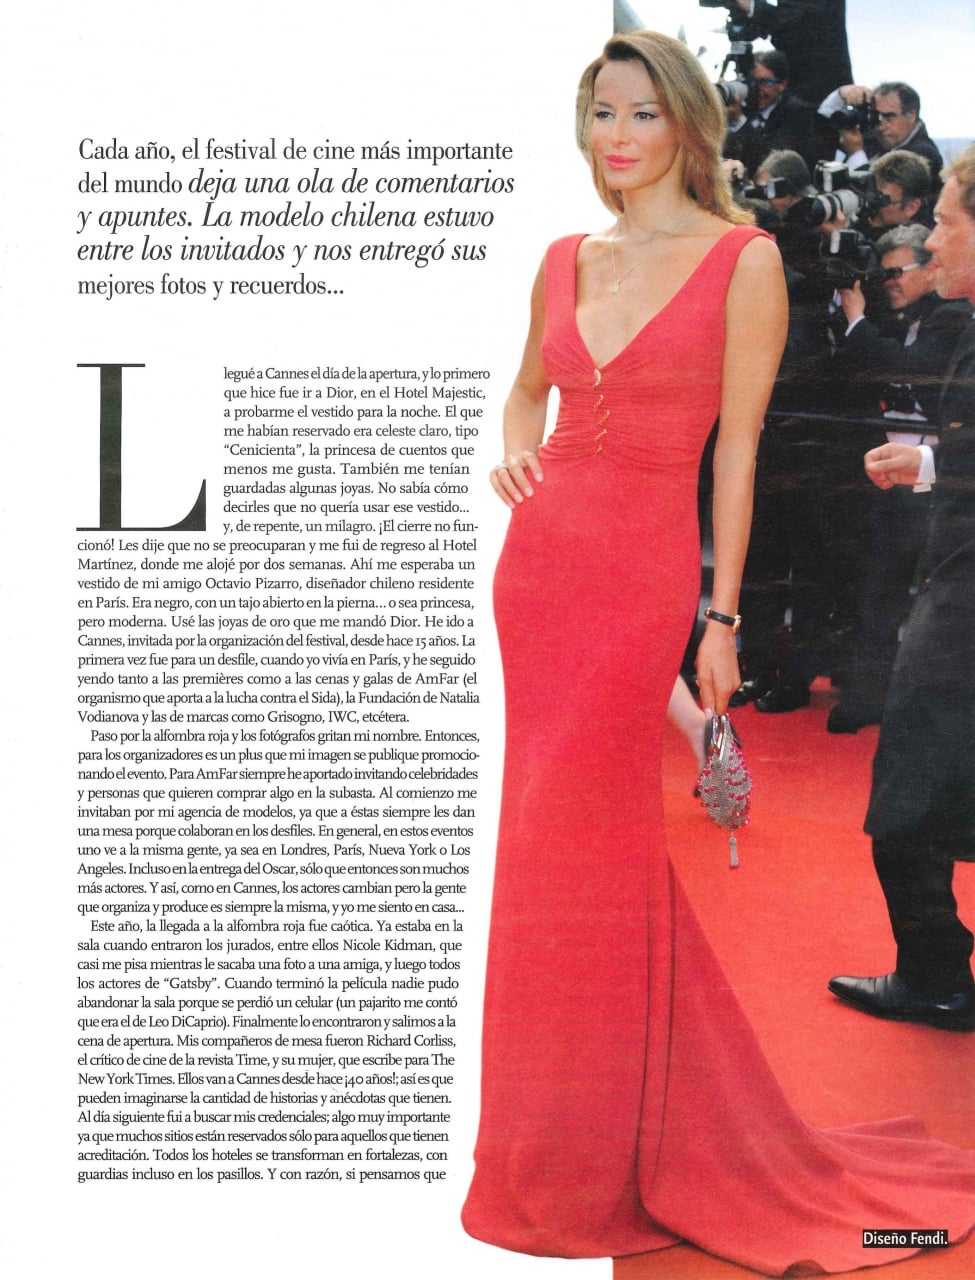 Cada año, el festival de cine más importante
del mundo deja una ola de comentarios
y apuntes. La modelo chilena estuvo
entre los invitados y nos entregó sus
mejores fotos y recuerdos...
Llegué a Cannes el día de la apertura, y lo primero
que hice fue ir a Dior, en el Hotel Majestic,
a probarme el vestido para la noche. El que
me habían reservado era celeste claro, tipo
“Cenicienta”, la princesa de cuentos que
menos me gusta. También me tenían
guardadas algunas joyas. No sabía cómo
decirles que no quería usar ese vestido...
y, de repente, un milagro. ¡El cierre no fun-
cionó! Les dije que no se preocuparan y me fui de regreso al Hotel
Martínez, donde me alojé por dos semanas. Ahí me esperaba un
vestido de mi amigo Octavio Pizarro, diseñador chileno residente
en París. Era negro, con un tajo abierto en la pierna... o sea princesa,
pero moderna. Usé las joyas de oro que me mandó Dior. He ido a
Cannes, invitada por la organización del festival, desde hace 15 años. La
primera vez fue para un desfile, cuando yo vivía en París, y he seguido
yendo tanto a las premières como a las cenas y galas de AmFar (el
organismo que aporta a la lucha contra el Sida), la Fundación de Natalia
Vodianova y las de marcas como Grisogno, IWC, etcétera.
Paso por la alfombra roja y los fotógrafos gritan mi nombre. Entonces,
para los organizadores es un plus que mi imagen se publique promocio-
nando el evento. Para AmFar siempre he aportado invitando celebridades
y personas que quieren comprar algo en la subasta. Al comienzo me
invitaban por mi agencia de modelos, ya que a éstas siempre les dan
una mesa porque colaboran en los desfiles. En general, en estos eventos
uno ve a la misma gente, ya sea en Londres, París, Nueva York o Los
Angeles. Incluso en la entrega del Oscar, sólo que entonces son muchos
más actores. Y así, como en Cannes, los actores cambian pero la gente
que organiza y produce es siempre la misma, y yo me siento en casa...
Este año, la llegada a la alfombra roja fue caótica. Ya estaba en la
sala cuando entraron los jurados, entre ellos Nicole Kidman, que
casi me pisa mientras le sacaba una foto a una amiga, y luego todos
los actores de “Gatsby”. Cuando terminó la película nadie pudo
abandonar la sala porque se perdió un celular (un pajarito me contó
que era el de Leo DiCaprio). Finalmente lo encontraron y salimos a la
cena de apertura. Mis compañeros de mesa fueron Richard Corliss,
el crítico de cine de la revista Time, y su mujer, que escribe para The
New York Times. Ellos van a Cannes desde hace ¡40 años!; así es que
pueden imaginarse la cantidad de historias y anécdotas que tienen.
Al día siguiente fui a buscar mis credenciales; algo muy importante
ya que muchos sitios están reservados sólo para aquellos que tienen
acreditación. Todos los hoteles se transforman en fortalezas, con
guardias incluso en los pasillos. Y con razón, si pensamos que
Diseño Fendi.